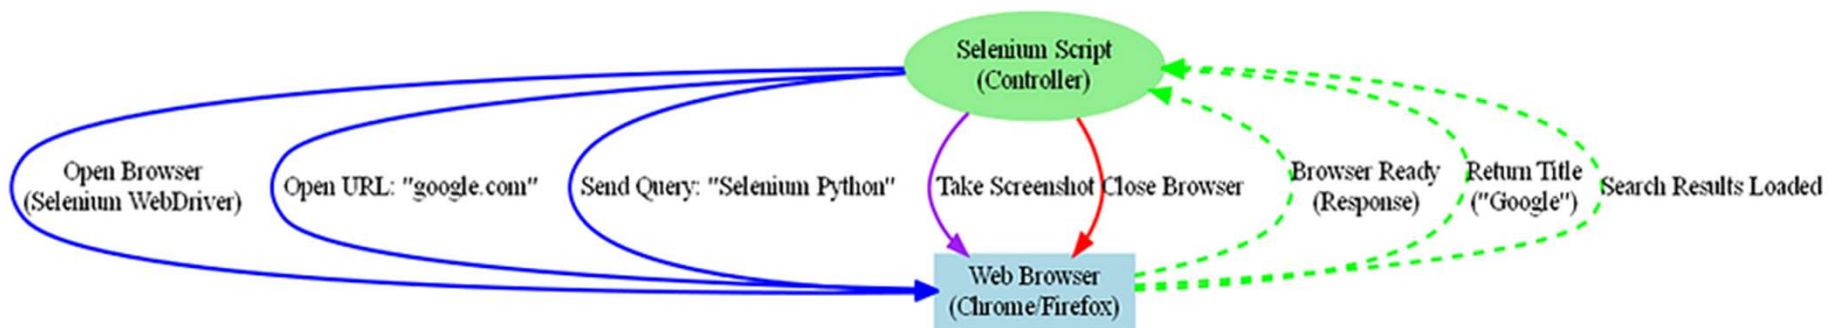 Selenium Script
(Controller)
Open Browser
(Selenium WebDriver)
Open URL: "google.com"
Send Query: "Selenium Python"
Take Screenshot
Close Browser
Browser Ready
(Response)
Return Title
("Google")
Search Results Loaded
Web Browser
(Chrome/Firefox)